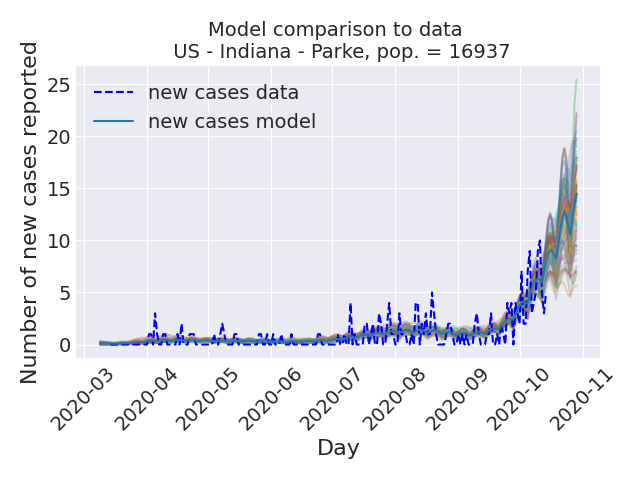 Model comparison to data
US - Indiana - Parke, pop. = 16937
Number of new cases reported
25
20
15
10
5
0
new cases data
new cases model
2020-03
2020-04
2020-05
2020-06
2020-07
2020-08
2020-09
2020-10
2020-11
Day